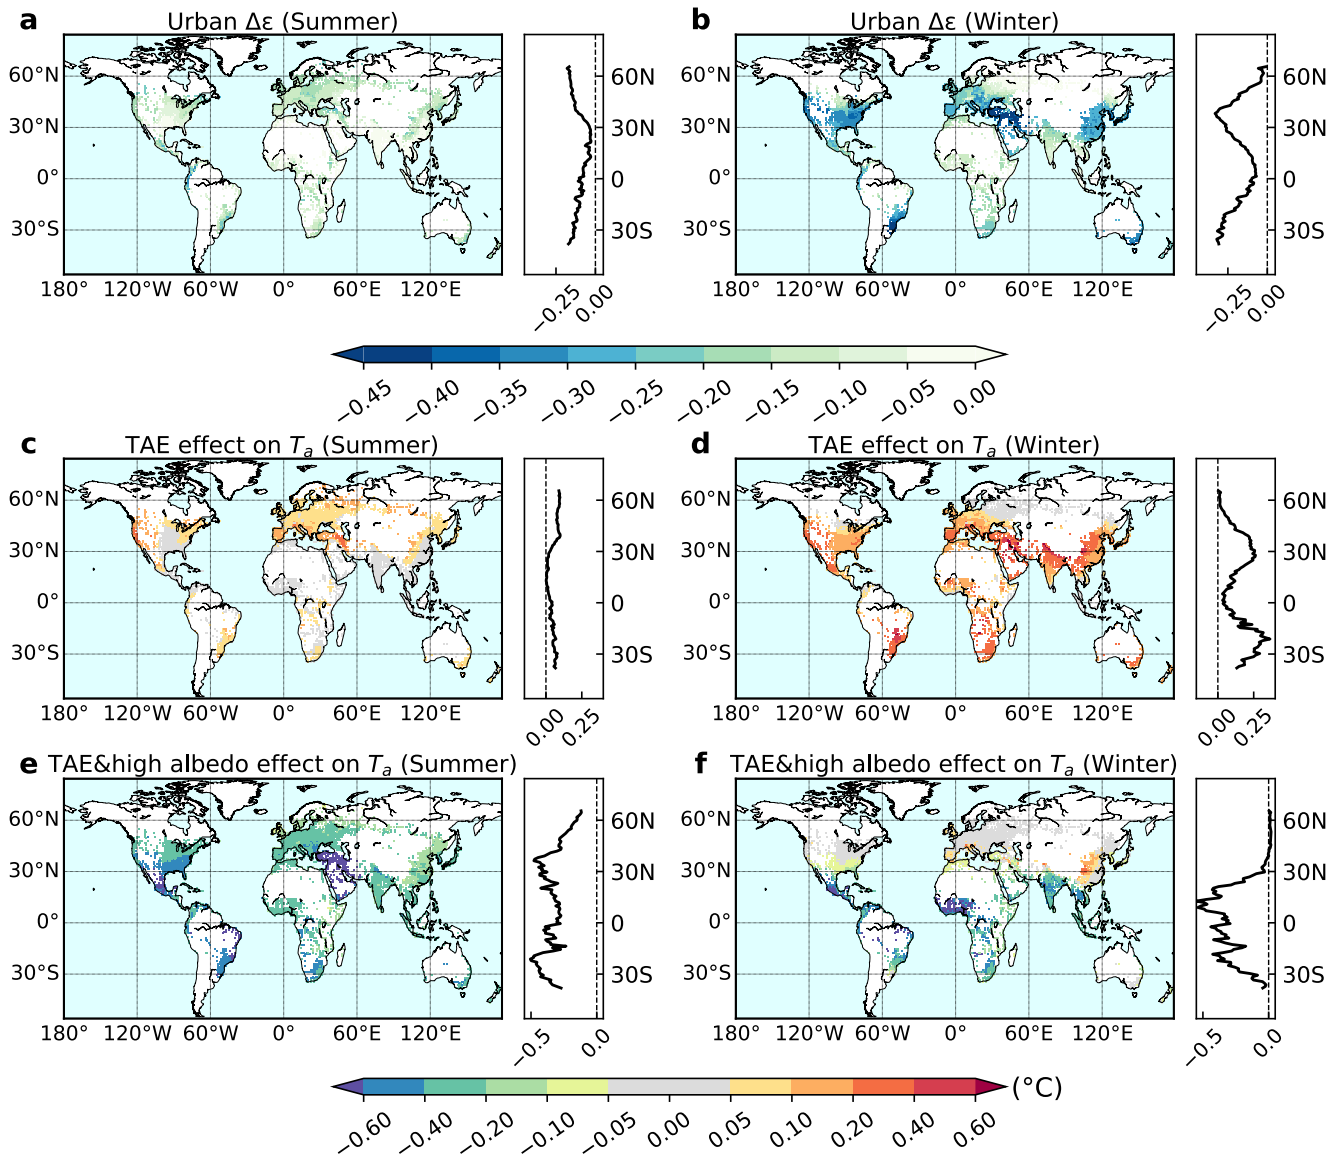 a Urban Δε (Summer)
60°N
30°N
0°
30°S
180° 120°W 60°W 0° 60°E 120°E
60N
30N
0
30S
−0.25 0.00
b Urban Δε (Winter)
60°N
30°N
0°
30°S
180° 120°W 60°W 0° 60°E 120°E
60N
30N
0
30S
−0.25 0.00
−0.45 −0.40 −0.35 −0.30 −0.25 −0.20 −0.15 −0.10 −0.05 0.00
c TAE effect on Tₐ (Summer)
60°N
30°N
0°
30°S
180° 120°W 60°W 0° 60°E 120°E
60N
30N
0
30S
0.00 0.25
d TAE effect on Tₐ (Winter)
60°N
30°N
0°
30°S
180° 120°W 60°W 0° 60°E 120°E
60N
30N
0
30S
0.00 0.25
e TAE&high albedo effect on Tₐ (Summer)
60°N
30°N
0°
30°S
180° 120°W 60°W 0° 60°E 120°E
60N
30N
0
30S
−0.5 0.0
f TAE&high albedo effect on Tₐ (Winter)
60°N
30°N
0°
30°S
180° 120°W 60°W 0° 60°E 120°E
60N
30N
0
30S
−0.5 0.0
(°C)
−0.60 −0.40 −0.20 −0.10 −0.05 0.00 0.05 0.10 0.20 0.40 0.60